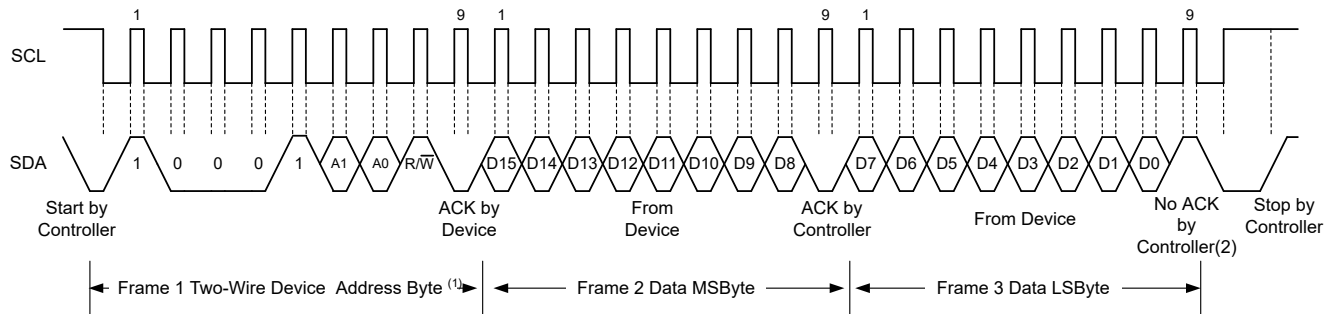 1 9 1 9 1 9
SCL
SDA
1 0 0 0 1 A1 A0 R/W̅ D15 D14 D13 D12 D11 D10 D9 D8 D7 D6 D5 D4 D3 D2 D1 D0
Start by
Controller
ACK by
Device
From
Device
ACK by
Controller
From Device
No ACK
by
Controller(2)
Stop by
Controller
Frame 1 Two-Wire Device Address Byte (1)
Frame 2 Data MSByte
Frame 3 Data LSByte